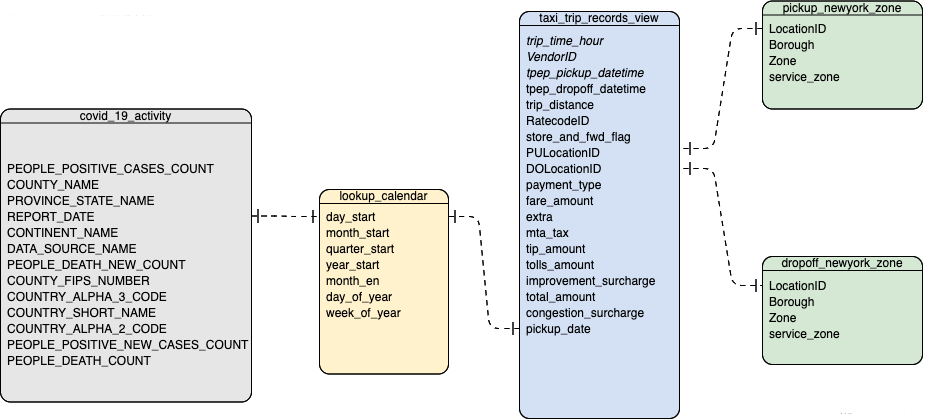 covid_19_activity
PEOPLE_POSITIVE_CASES_COUNT
COUNTY_NAME
PROVINCE_STATE_NAME
REPORT_DATE
CONTINENT_NAME
DATA_SOURCE_NAME
PEOPLE_DEATH_NEW_COUNT
COUNTY_FIPS_NUMBER
COUNTRY_ALPHA_3_CODE
COUNTRY_SHORT_NAME
COUNTRY_ALPHA_2_CODE
PEOPLE_POSITIVE_NEW_CASES_COUNT
PEOPLE_DEATH_COUNT
lookup_calendar
day_start
month_start
quarter_start
year_start
month_en
day_of_year
week_of_year
taxi_trip_records_view
trip_time_hour
VendorID
tpep_pickup_datetime
tpep_dropoff_datetime
trip_distance
RatecodeID
store_and_fwd_flag
PULocationID
DOLocationID
payment_type
fare_amount
extra
mta_tax
tip_amount
tolls_amount
improvement_surcharge
total_amount
congestion_surcharge
pickup_date
pickup_newyork_zone
LocationID
Borough
Zone
service_zone
dropoff_newyork_zone
LocationID
Borough
Zone
service_zone